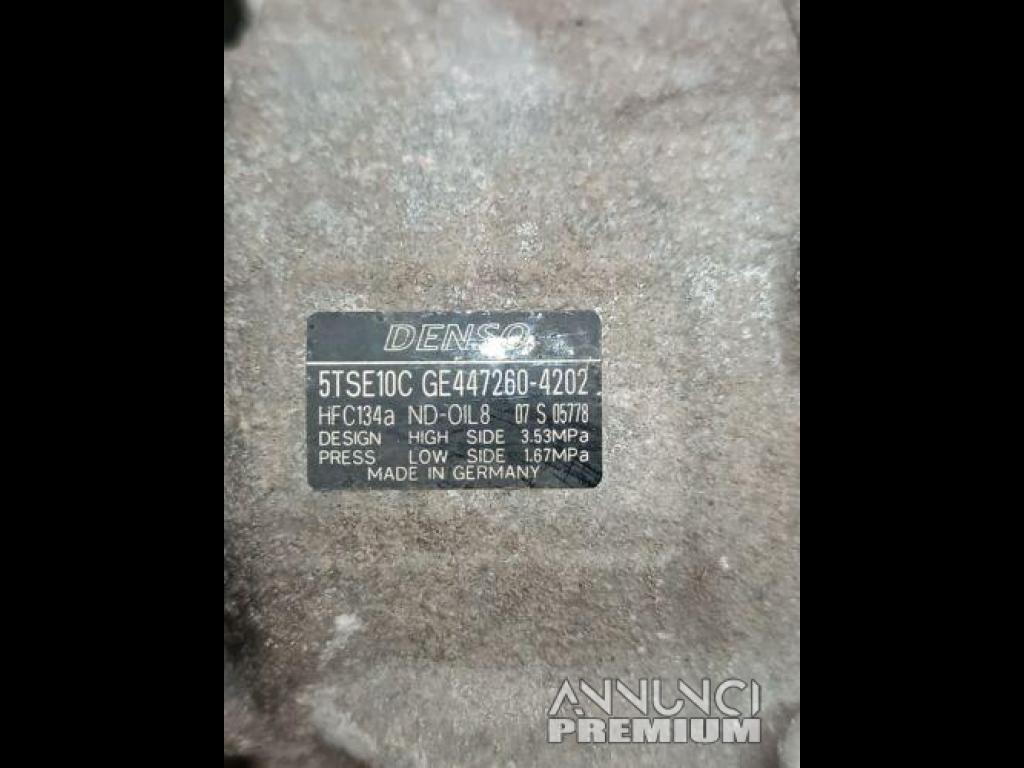 DENSO
5TSE10C GE447260-4202
HFC134a ND-OIL8 07 S 05778
DESIGN HIGH SIDE 3.53MPa
PRESS LOW SIDE 1.67MPa
MADE IN GERMANY
ANNUNCI
PREMIUM